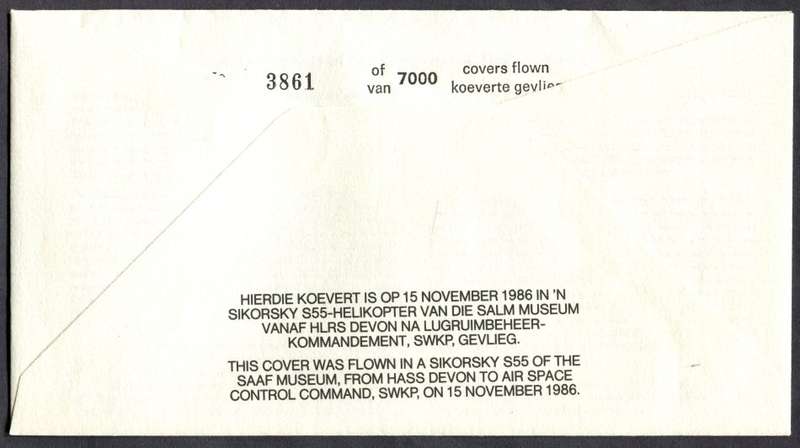 3861 of 7000 covers flown
van koeverte
HIERDIE KOEVERT IS OP 15 NOVEMBER 1986 IN 'N
SIKORSKY S55-HELIKOPTER VAN DIE SALM MUSEUM
VANAF HLRS DEVON NA LUGRUIMBEHEER-
KOMMANDEMENT, SWKP, GEVLIEG.
THIS COVER WAS FLOWN IN A SIKORSKY S55 OF THE
SAAF MUSEUM, FROM HASS DEVON TO AIR SPACE
CONTROL COMMAND, SWKP, ON 15 NOVEMBER 1986.